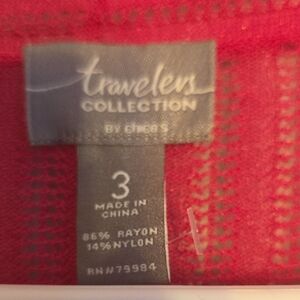 travelers
COLLECTION
BY chico's
3
MADE IN
CHINA
86% RAYON
14% NYLON
RN#79984